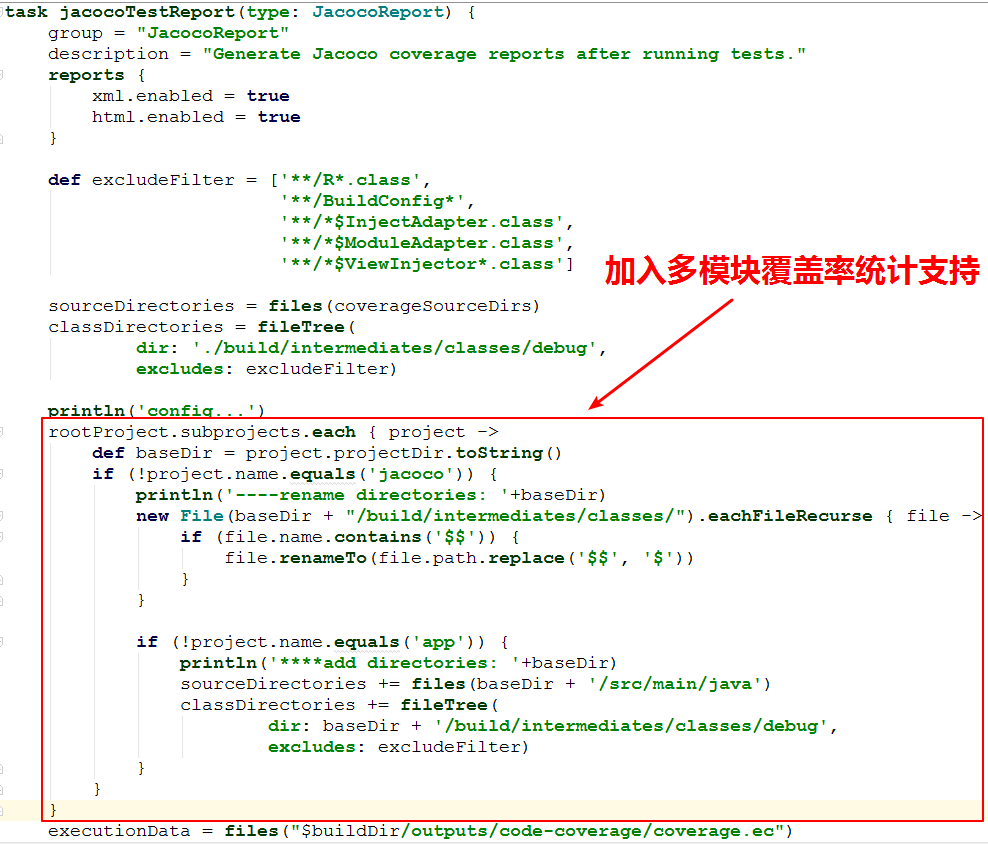 task jacocoTestReport(type: JacocoReport) {
    group = "JacocoReport"
    description = "Generate Jacoco coverage reports after running tests."
    reports {
        xml.enabled = true
        html.enabled = true
    }

    def excludeFilter = ['**/R*.class',
                         '**/BuildConfig*',
                         '**/*$InjectAdapter.class',
                         '**/*$ModuleAdapter.class',
                         '**/*$ViewInjector*.class']
加入多模块覆盖率统计支持

    sourceDirectories = files(coverageSourceDirs)
    classDirectories = fileTree(
            dir: './build/intermediates/classes/debug',
            excludes: excludeFilter)

    println('config...')
    rootProject.subprojects.each { project ->
        def baseDir = project.projectDir.toString()
        if (!project.name.equals('jacoco')) {
            println('----rename directories: '+baseDir)
            new File(baseDir + "/build/intermediates/classes/").eachFileRecurse { file ->
                if (file.name.contains('$$')) {
                    file.renameTo(file.path.replace('$$', '$'))
                }
            }

            if (!project.name.equals('app')) {
                println('****add directories: '+baseDir)
                sourceDirectories += files(baseDir + '/src/main/java')
                classDirectories += fileTree(
                        dir: baseDir + '/build/intermediates/classes/debug',
                        excludes: excludeFilter)
            }
        }
    }
    executionData = files("$buildDir/outputs/code-coverage/coverage.ec")